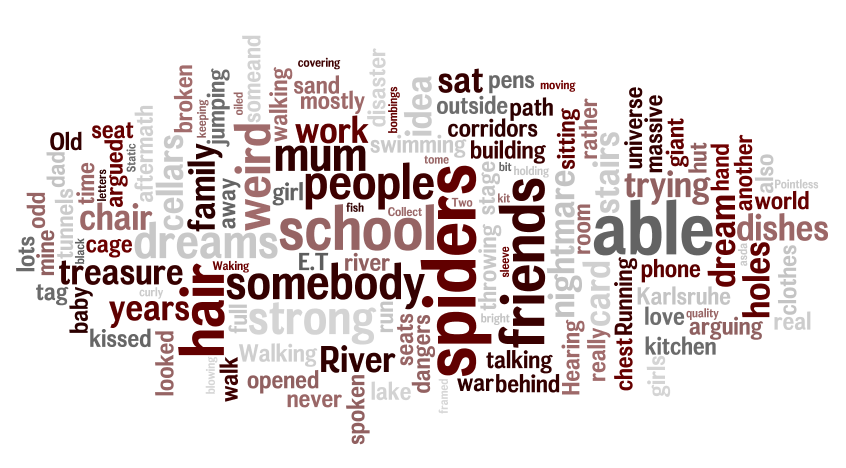 covering
broken
jumping
oiled
someand
disaster
sat
pens
moving
walking
sand
mostly
bombings
idea
outside
path
universe
massive
Old
seat
keeping
work
corridors
sitting
rather
giant
dad
argued
Static
aftermath
cellars
family
weird
mum
swimming
building
stairs
hut
hand
another
also
time
letters
away
girl
people
tome
bit
holding
trying
Pointless
odd
tunnels
chair
fish
Collect
Two
stage
kit
nightmare
room
able
dream
world
lots
mine
black
cage
dreams
school
spiders
friends
dishes
E.T
river
sleeve
throwing
card
phone
asda
holes
clothes
treasure
Waking
hair
somebody
tag
baby
curly
years
full
strong
run
seats
dangers
bright
Running
Karlsruhe
love
quality
arguing
real
kissed
looked
Walking
River
talking
Hearing
really
chest
kitchen
girls
blowing
walk
opened
never
spoken
lake
framed
war
behind